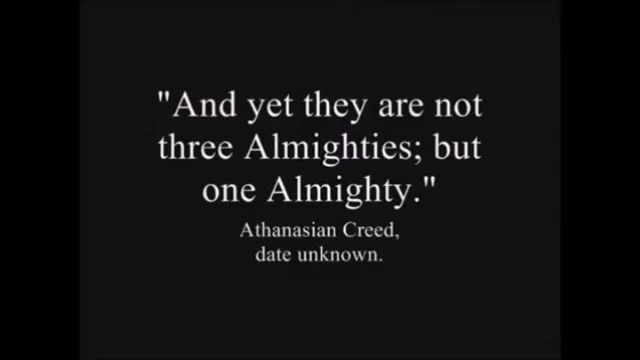 "And yet they are not
three Almighties; but
one Almighty."
Athanasian Creed,
date unknown.